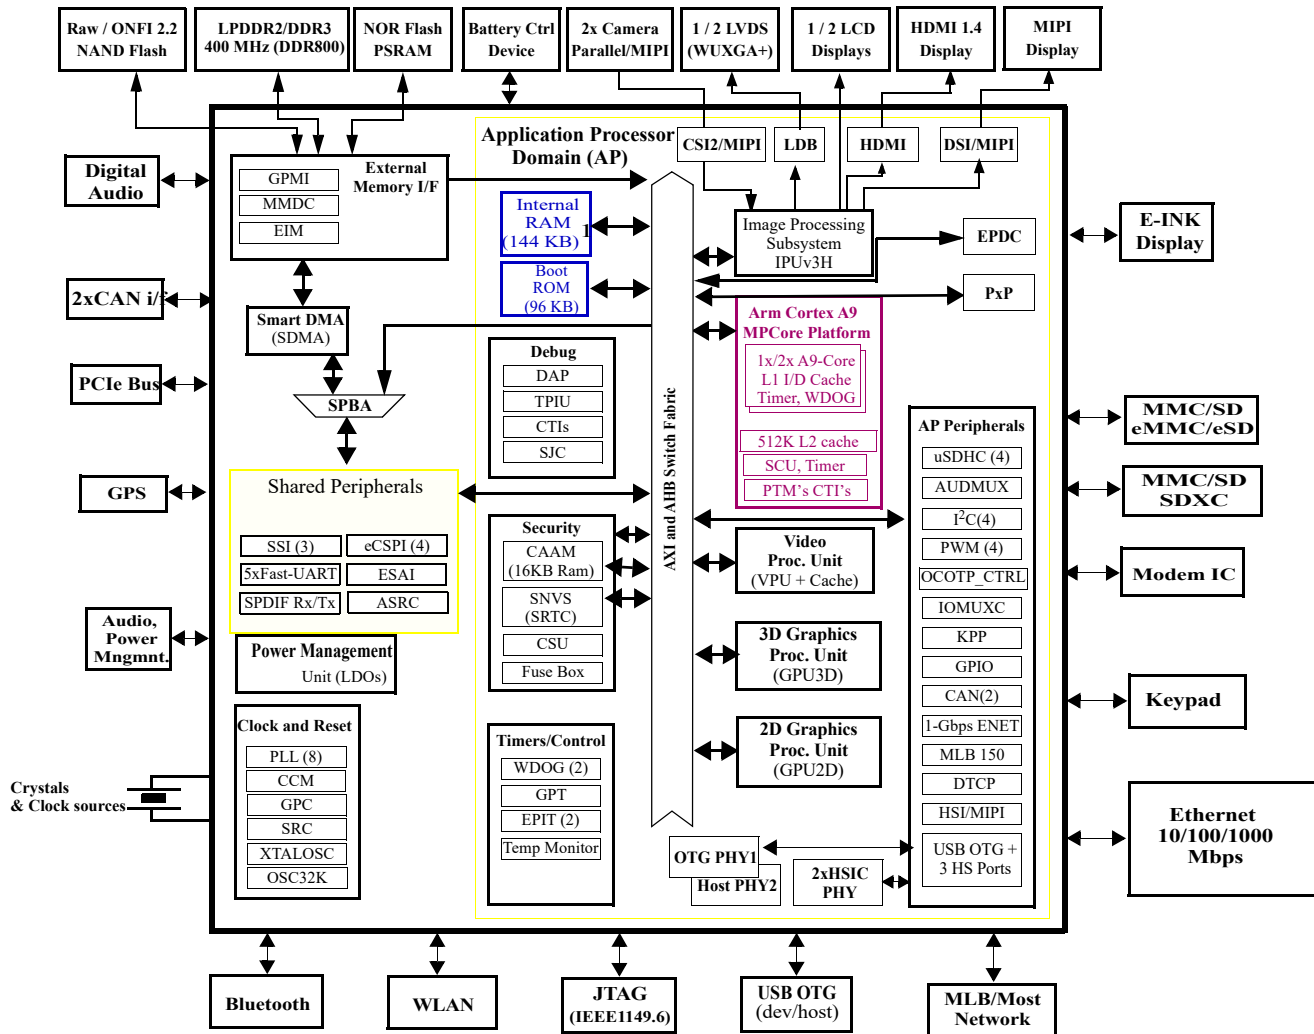 Raw / ONFI 2.2
NAND Flash
LPDDR2/DDR3
400 MHz (DDR800)
NOR Flash
PSRAM
Battery Ctrl
Device
2x Camera
Parallel/MIPI
1 / 2 LVDS
(WUXGA+)
1 / 2 LCD
Displays
HDMI 1.4
Display
MIPI
Display
Digital
Audio
2xCAN i/f
PCIe Bus
GPS
Audio,
Power
Mngmnt.
Crystals
& Clock sources
External
Memory I/F
GPMI
MMDC
EIM
Smart DMA
(SDMA)
SPBA
Shared Peripherals
SSI (3)
eCSPI (4)
5xFast-UART
ESAI
SPDIF Rx/Tx
ASRC
Power Management
Unit (LDOs)
Clock and Reset
PLL (8)
CCM
GPC
SRC
XTALOSC
OSC32K
Application Processor
Domain (AP)
Internal
RAM
(144 KB)
1
Boot
ROM
(96 KB)
Debug
DAP
TPIU
CTIs
SJC
Security
CAAM
(16KB Ram)
SNVS
(SRTC)
CSU
Fuse Box
Timers/Control
WDOG (2)
GPT
EPIT (2)
Temp Monitor
AXI and AHB Switch Fabric
CSI2/MIPI
LDB
HDMI
DSI/MIPI
Image Processing
Subsystem
IPUv3H
EPDC
PxP
Arm Cortex A9
MPCore Platform
1x/2x A9-Core
L1 I/D Cache
Timer, WDOG
512K L2 cache
SCU, Timer
PTM's CTI's
Video
Proc. Unit
(VPU + Cache)
3D Graphics
Proc. Unit
(GPU3D)
2D Graphics
Proc. Unit
(GPU2D)
OTG PHY1
Host PHY2
2xHSIC
PHY
AP Peripherals
uSDHC (4)
AUDMUX
I²C(4)
PWM (4)
OCOTP_CTRL
IOMUXC
KPP
GPIO
CAN(2)
1-Gbps ENET
MLB 150
DTCP
HSI/MIPI
USB OTG +
3 HS Ports
E-INK
Display
MMC/SD
eMMC/eSD
MMC/SD
SDXC
Modem IC
Keypad
Ethernet
10/100/1000
Mbps
Bluetooth
WLAN
JTAG
(IEEE1149.6)
USB OTG
(dev/host)
MLB/Most
Network